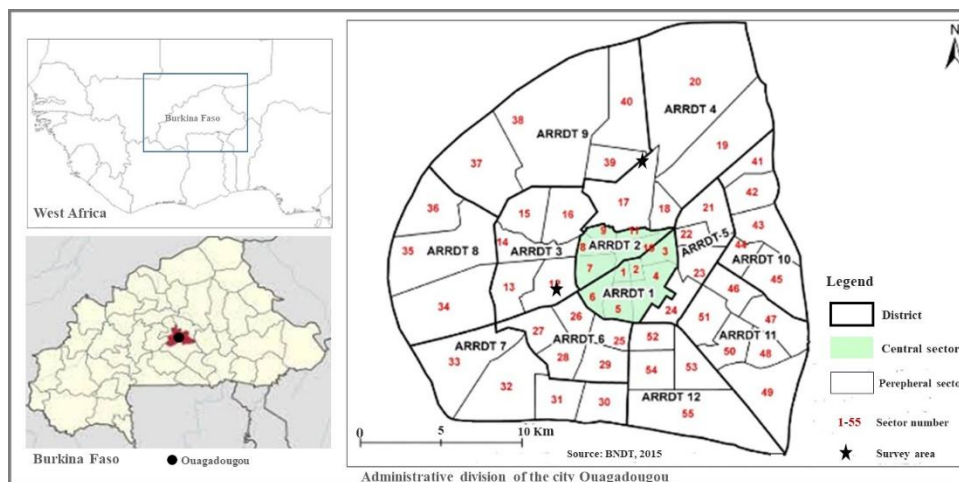 Burkina Faso
West Africa
Burkina Faso
Ouagadougou
N
20
40
ARRDT 4
38
ARRDT 9
19
39
41
37
42
17
21
36
15
16
18
43
9
11
22
14
ARRDT 2
ARRDT-5
35
ARRDT 8
ARRDT 3
8
10
3
44
ARRDT 10
7
1
2
4
23
45
13
12
46
34
6
ARRDT 1
5
24
51
47
26
27
ARRDT 6
25
52
ARRDT 11
ARRDT 7
33
28
29
54
53
50
48
32
49
31
30
ARRDT 12
55
0
5
10 Km
Source: BNDT, 2015
Legend
District
Central sector
Perepheral sector
1-55
Sector number
Survey area
Administrative division of the city Ouagadougou